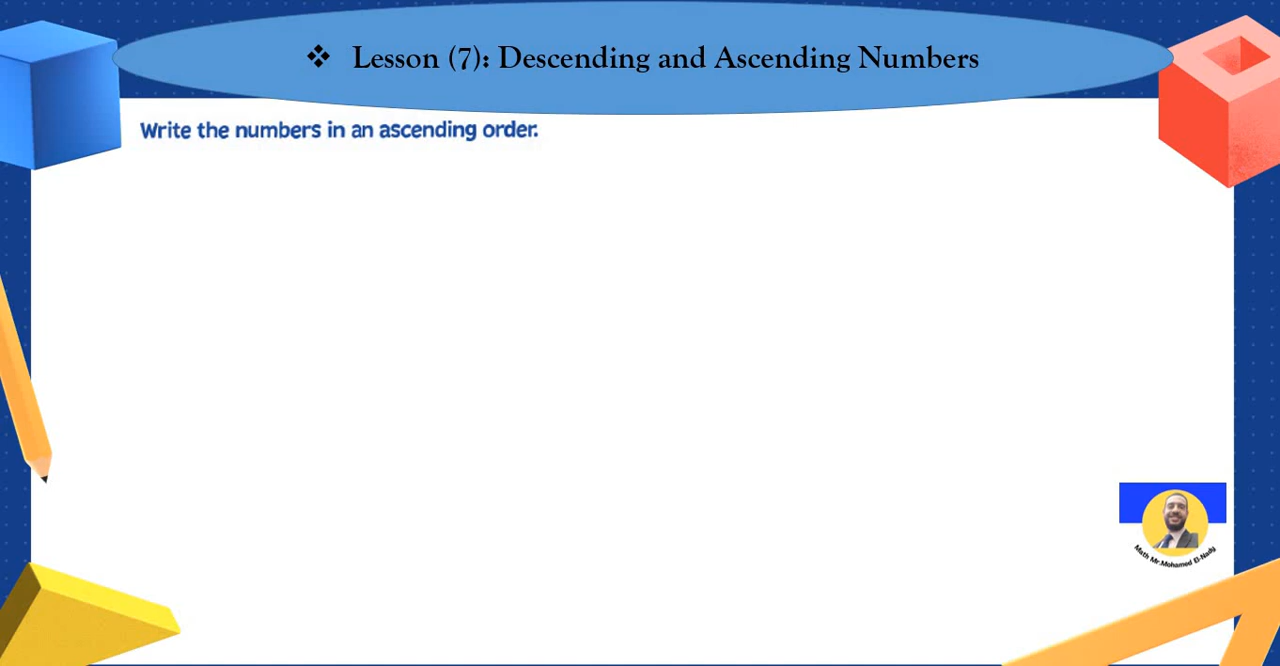 ❖ Lesson (7): Descending and Ascending Numbers
Write the numbers in an ascending order.
Math Mr.Mohamed El-Nady